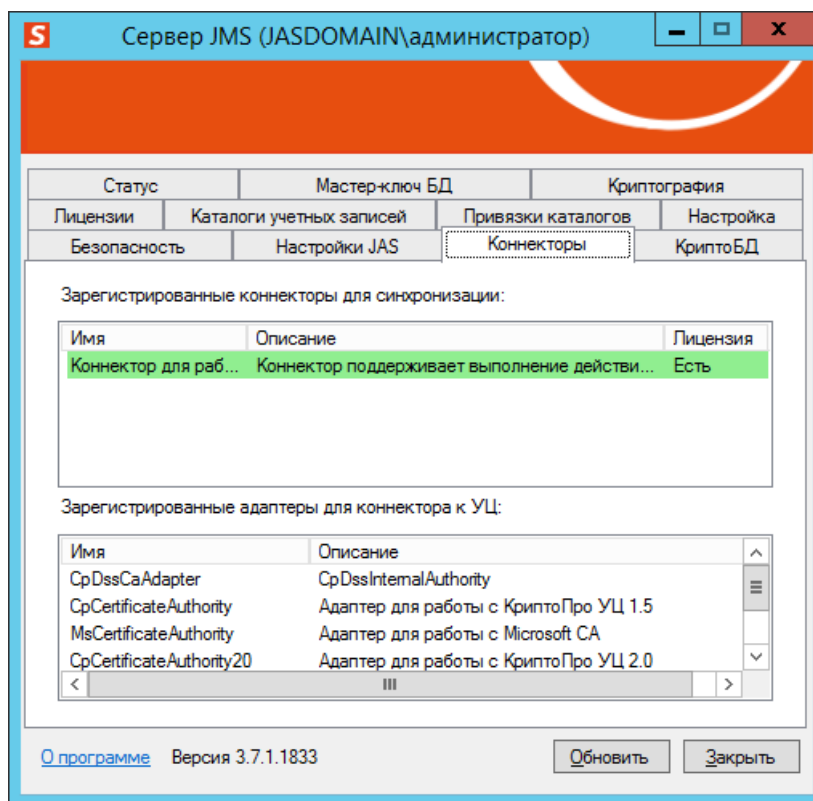 S Сервер JMS (JASDOMAIN\администратор)
Статус Мастер-ключ БД Криптография
Лицензии Каталоги учетных записей Привязки каталогов Настройка
Безопасность Настройки JAS Коннекторы КриптоБД
Зарегистрированные коннекторы для синхронизации:
Имя Описание Лицензия
Коннектор для раб... Коннектор поддерживает выполнение действи... Есть
Зарегистрированные адаптеры для коннектора к УЦ:
Имя Описание
CpDssCaAdapter CpDssInternalAuthority
CpCertificateAuthority Адаптер для работы с КриптоПро УЦ 1.5
MsCertificateAuthority Адаптер для работы с Microsoft CA
CpCertificateAuthority20 Адаптер для работы с КриптоПро УЦ 2.0
О программе Версия 3.7.1.1833 Обновить Закрыть